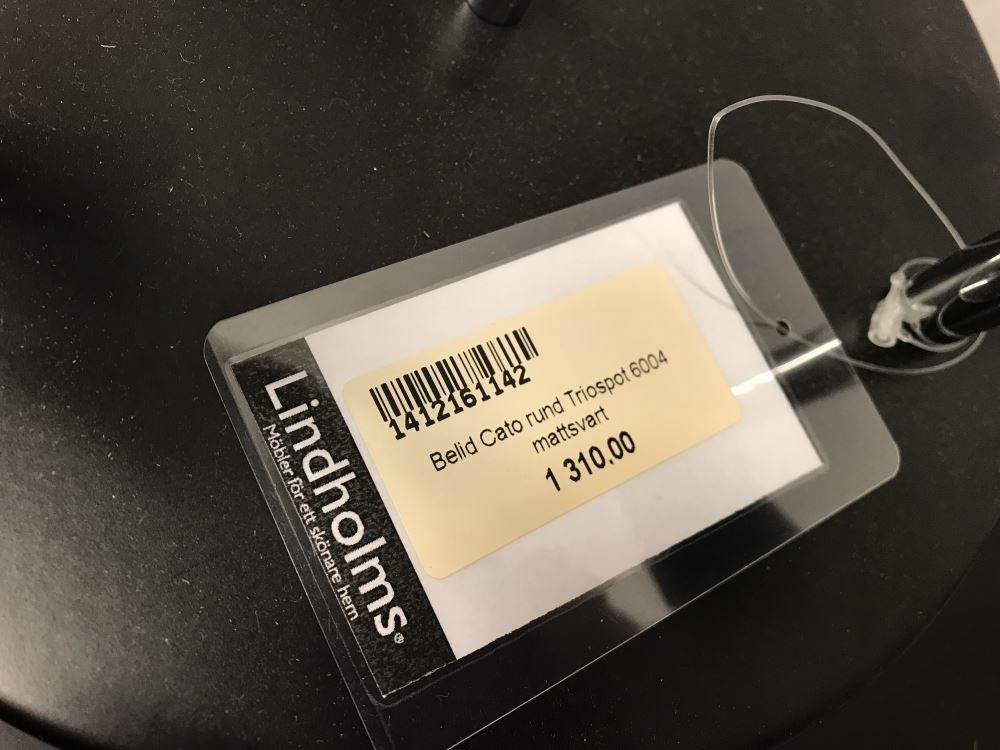 Lindholms®
Möbler för ett skönare hem
1412161142
Belid Cato rund Triospot 6004
mattsvart
1 310.00